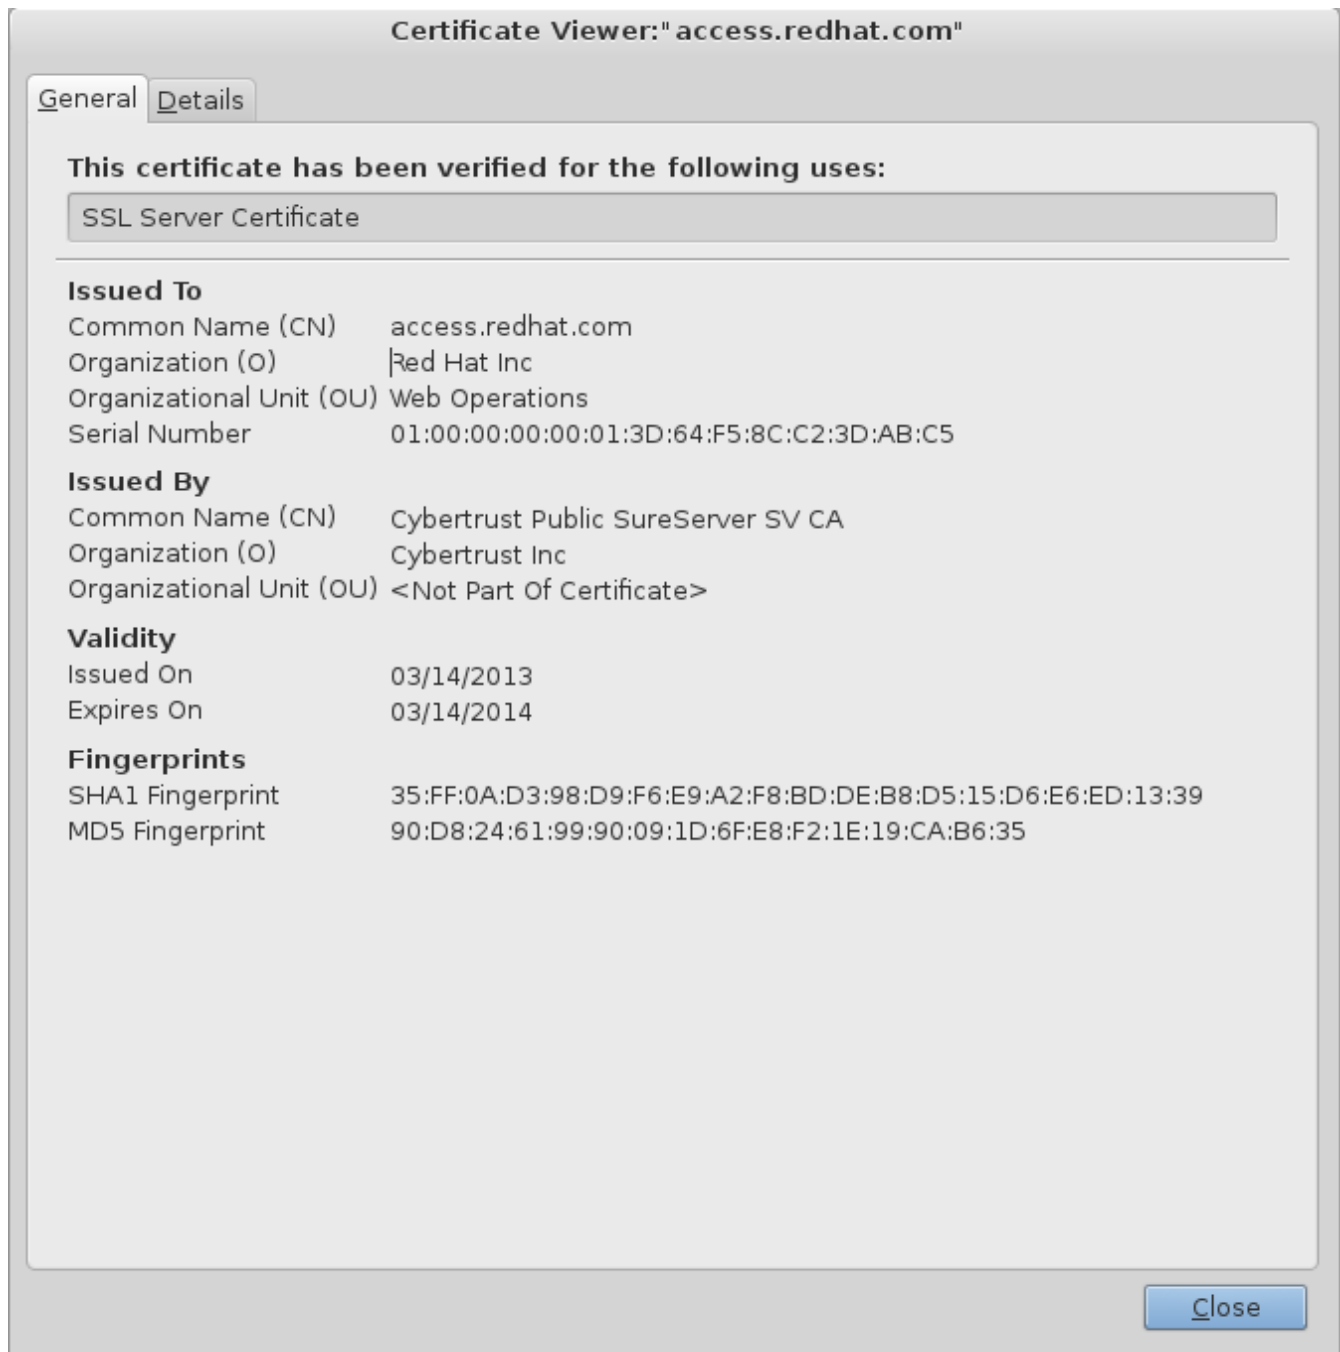 Certificate Viewer:"access.redhat.com"
General Details
This certificate has been verified for the following uses:
SSL Server Certificate
Issued To
Common Name (CN) access.redhat.com
Organization (O) Red Hat Inc
Organizational Unit (OU) Web Operations
Serial Number 01:00:00:00:00:01:3D:64:F5:8C:C2:3D:AB:C5
Issued By
Common Name (CN) Cybertrust Public SureServer SV CA
Organization (O) Cybertrust Inc
Organizational Unit (OU) <Not Part Of Certificate>
Validity
Issued On 03/14/2013
Expires On 03/14/2014
Fingerprints
SHA1 Fingerprint 35:FF:0A:D3:98:D9:F6:E9:A2:F8:BD:DE:B8:D5:15:D6:E6:ED:13:39
MD5 Fingerprint 90:D8:24:61:99:90:09:1D:6F:E8:F2:1E:19:CA:B6:35
Close